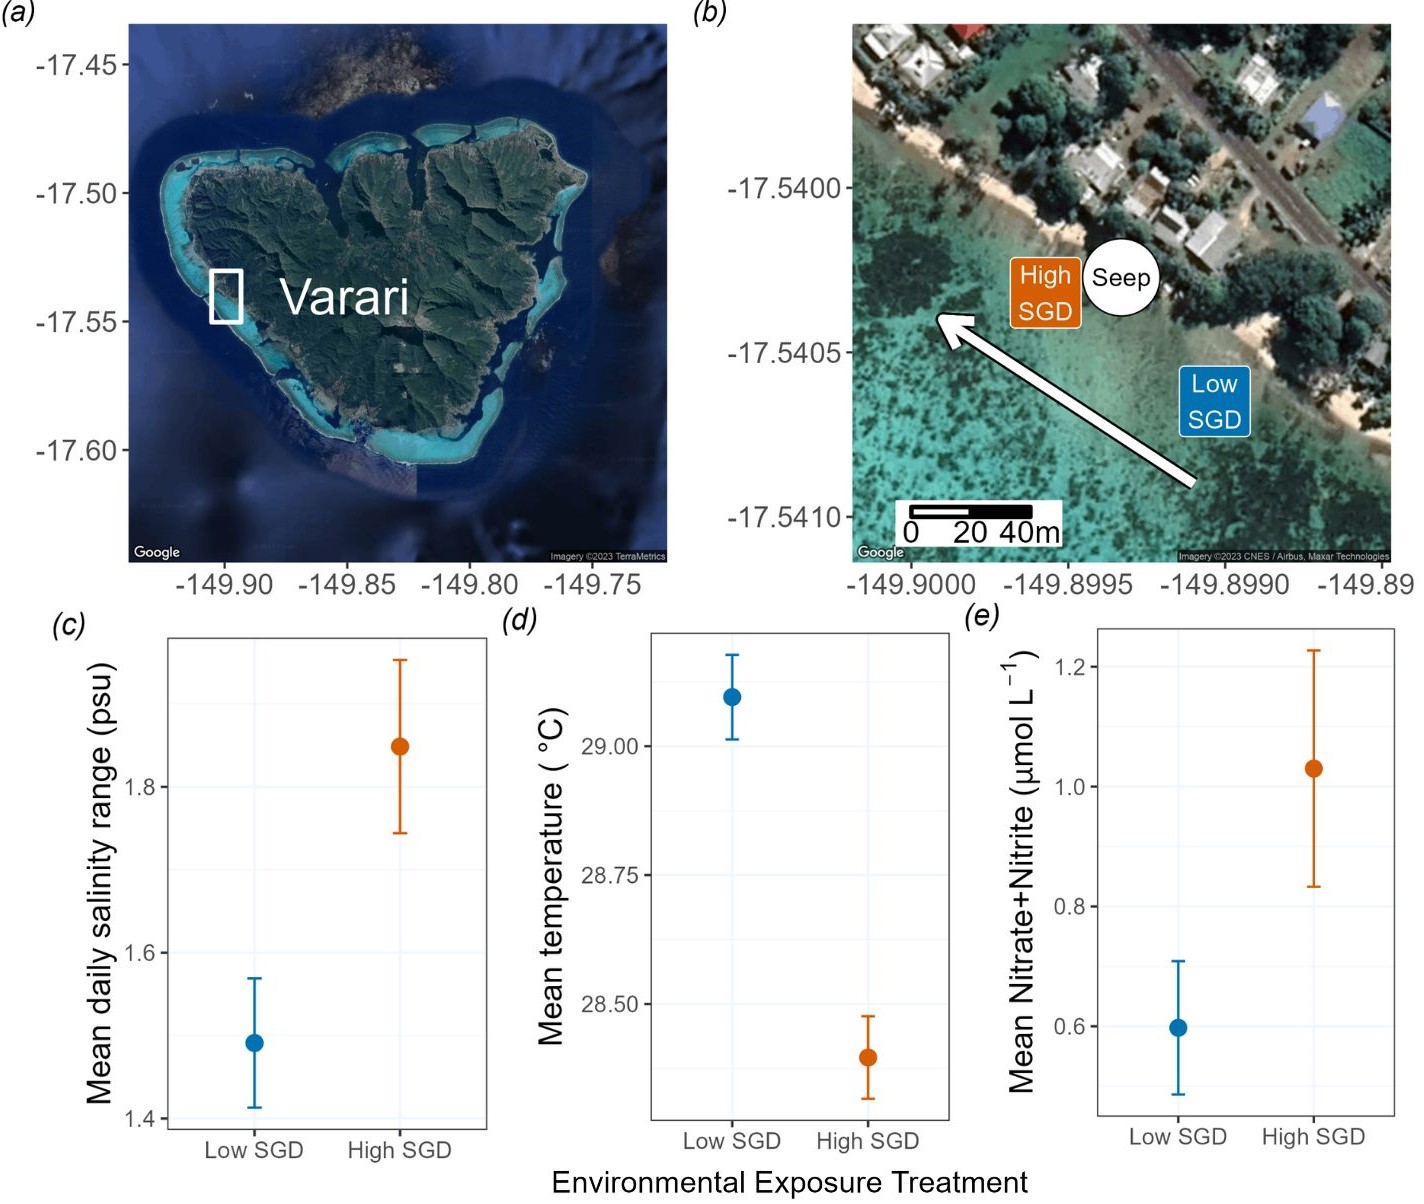 (a)
(b)
-17.45
-17.50
-17.55
-17.60
Varari
Google
Imagery ©2023 TerraMetrics
-149.90
-149.85
-149.80
-149.75
-17.5400
-17.5405
-17.5410
High
SGD
Seep
Low
SGD
0 20 40m
Google
Imagery ©2023 CNES / Airbus, Maxar Technologies
-149.9000
-149.8995
-149.8990
-149.89
(c)
Mean daily salinity range (psu)
1.8
1.6
1.4
Low SGD
High SGD
(d)
Mean temperature ( °C)
29.00
28.75
28.50
Low SGD
High SGD
(e)
Mean Nitrate+Nitrite (µmol L⁻¹)
1.2
1.0
0.8
0.6
Low SGD
High SGD
Environmental Exposure Treatment